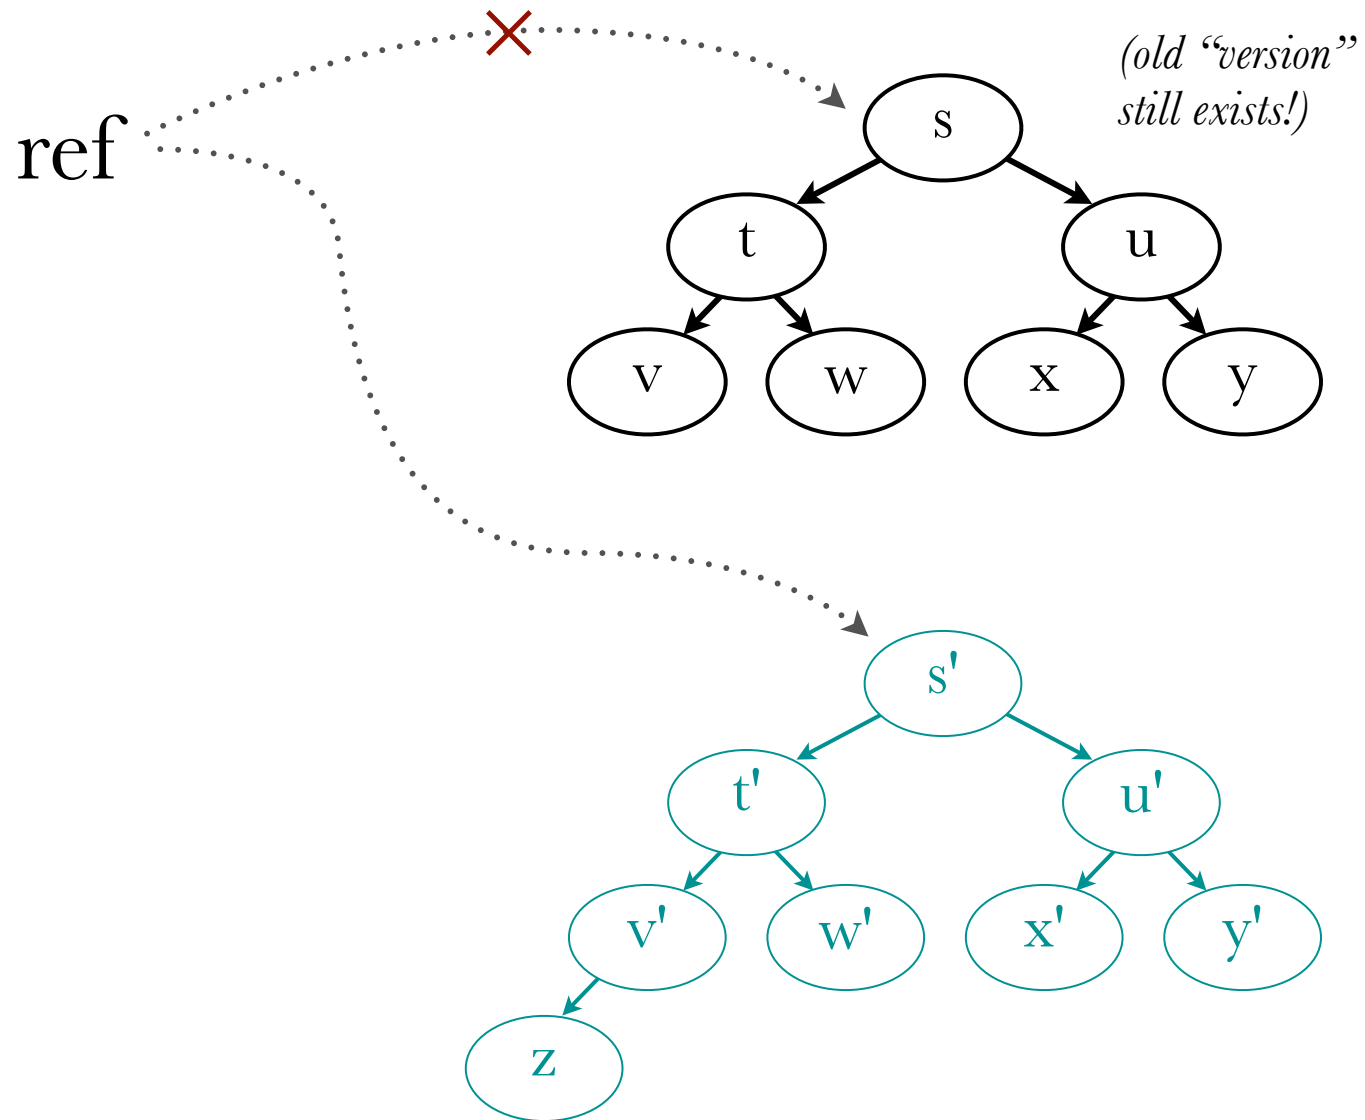 (old “version”
still exists!)
ref
s
t
u
v
w
x
y
s'
t'
u'
v'
w'
x'
y'
z